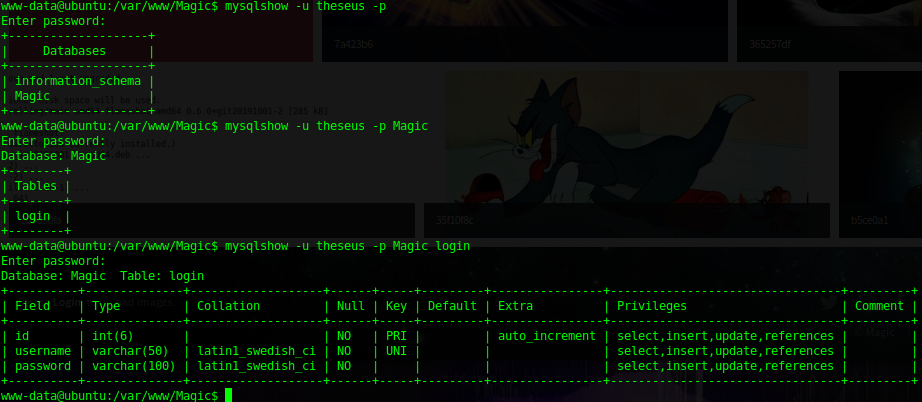 www-data@ubuntu:/var/www/Magic$ mysqlshow -u theseus -p
Enter password:
+--------------------+
|     Databases      |
+--------------------+
| information_schema |
| Magic              |
+--------------------+
www-data@ubuntu:/var/www/Magic$ mysqlshow -u theseus -p Magic
Enter password:
Database: Magic
+--------+
| Tables |
+--------+
| login  |
+--------+
www-data@ubuntu:/var/www/Magic$ mysqlshow -u theseus -p Magic login
Enter password:
Database: Magic  Table: login
+----------+--------------+-------------------+------+-----+---------+----------------+---------------------------------+---------+
| Field    | Type         | Collation         | Null | Key | Default | Extra          | Privileges                      | Comment |
+----------+--------------+-------------------+------+-----+---------+----------------+---------------------------------+---------+
| id       | int(6)       |                   | NO   | PRI |         | auto_increment | select,insert,update,references |         |
| username | varchar(50)  | latin1_swedish_ci | NO   | UNI |         |                | select,insert,update,references |         |
| password | varchar(100) | latin1_swedish_ci | NO   |     |         |                | select,insert,update,references |         |
+----------+--------------+-------------------+------+-----+---------+----------------+---------------------------------+---------+
www-data@ubuntu:/var/www/Magic$
7a423b6
365257df
35f10f8c
b5ce0a1